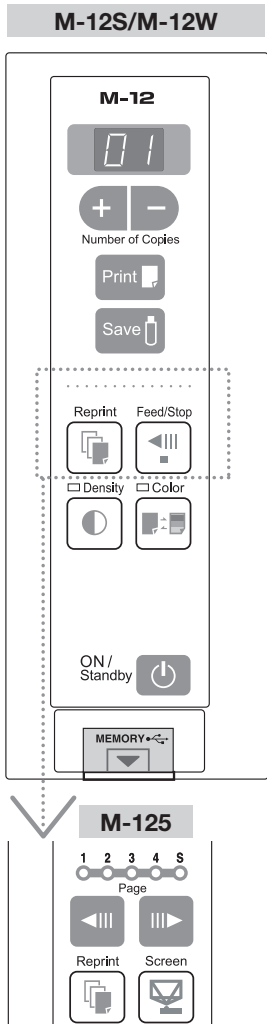 M-12S/M-12W
M-12
01
+ −
Number of Copies
Print
Save
Reprint Feed/Stop
Density Color
ON/
Standby
MEMORY
M-125
1 2 3 4 S
Page
Reprint Screen